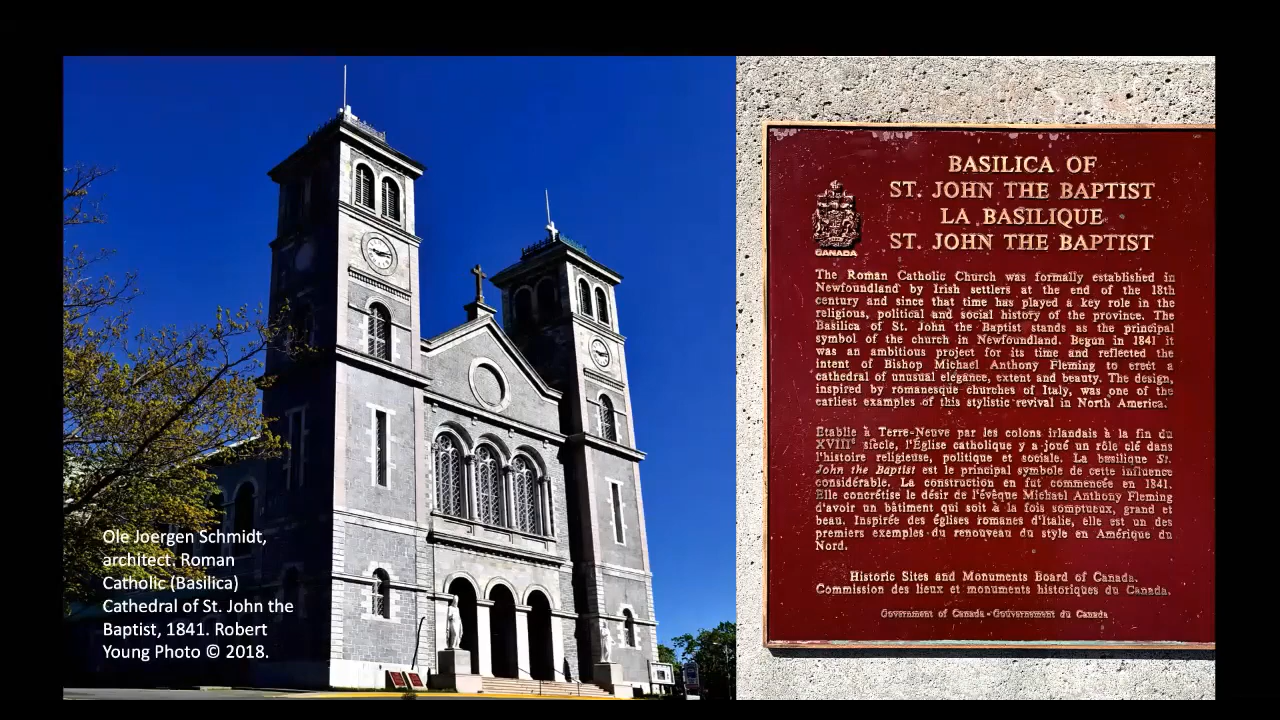 Ole Joergen Schmidt,
architect. Roman
Catholic (Basilica)
Cathedral of St. John the
Baptist, 1841. Robert
Young Photo © 2018.
BASILICA OF
ST. JOHN THE BAPTIST
LA BASILIQUE
ST. JOHN THE BAPTIST
CANADA
The Roman Catholic Church was formally established in
Newfoundland by Irish settlers at the end of the 18th
century and since that time has played a key role in the
religious, political and social history of the province. The
Basilica of St. John the Baptist stands as the principal
symbol of the church in Newfoundland. Begun in 1841 it
was an ambitious project for its time and reflected the
intent of Bishop Michael Anthony Fleming to erect a
cathedral of unusual elegance, extent and beauty. The design,
inspired by romanesque churches of Italy, was one of the
earliest examples of this stylistic revival in North America.
Etablie à Terre-Neuve par les colons irlandais à la fin du
XVIIIe siècle, l'Église catholique y a joué un rôle clé dans
l'histoire religieuse, politique et sociale. La basilique St.
John the Baptist est le principal symbole de cette influence
considérable. La construction en fut commencée en 1841.
Elle concrétise le désir de l'évêque Michael Anthony Fleming
d'avoir un bâtiment qui soit à la fois somptueux, grand et
beau. Inspirée des églises romanes d'Italie, elle est un des
premiers exemples du renouveau du style en Amérique du
Nord.
Historic Sites and Monuments Board of Canada.
Commission des lieux et monuments historiques du Canada.
Government of Canada - Gouvernement du Canada